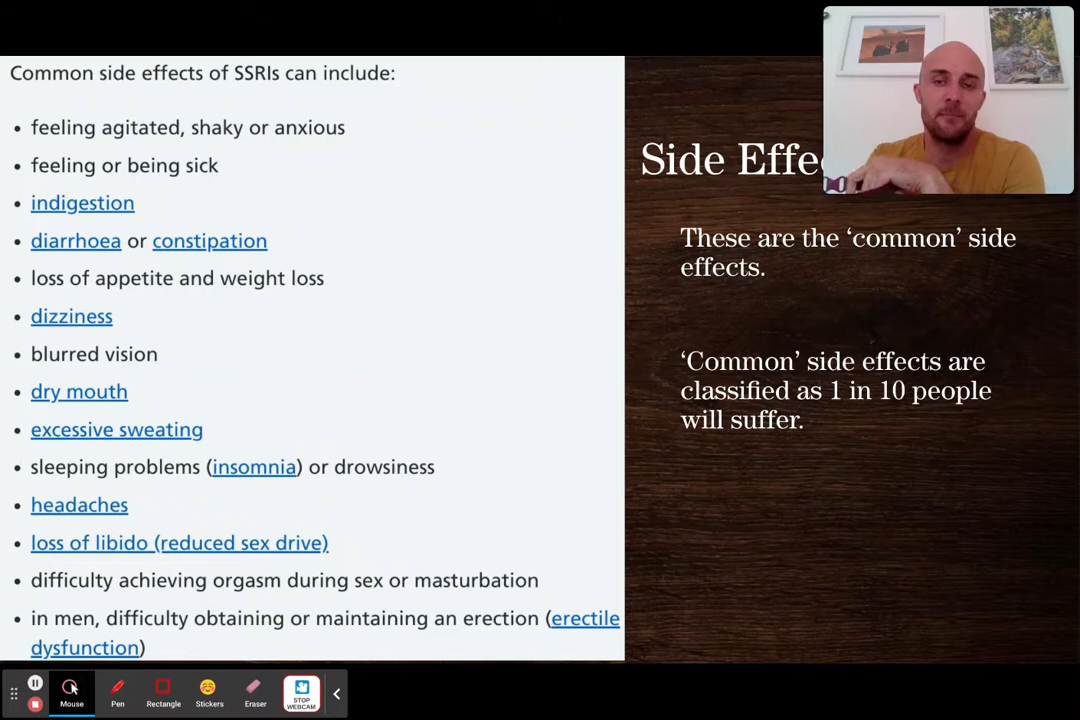 Common side effects of SSRIs can include:
• feeling agitated, shaky or anxious
• feeling or being sick
• indigestion
• diarrhoea or constipation
• loss of appetite and weight loss
• dizziness
• blurred vision
• dry mouth
• excessive sweating
• sleeping problems (insomnia) or drowsiness
• headaches
• loss of libido (reduced sex drive)
• difficulty achieving orgasm during sex or masturbation
• in men, difficulty obtaining or maintaining an erection (erectile
dysfunction)
Side Effe
These are the ‘common’ side
effects.
‘Common’ side effects are
classified as 1 in 10 people
will suffer.
Mouse
Pen
Rectangle
Stickers
Eraser
STOP
WEBCAM